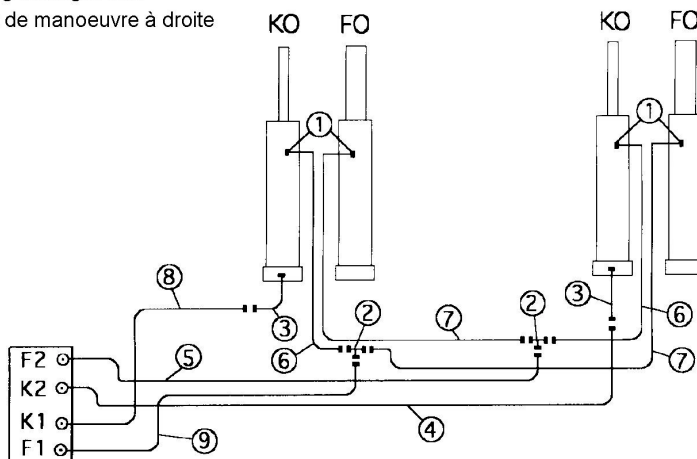 de manoeuvre à droite
KO FO KO FO
1 1
8 2 2 3
3 6 7 6
7
F2 5
K2
K1 4
F1 9